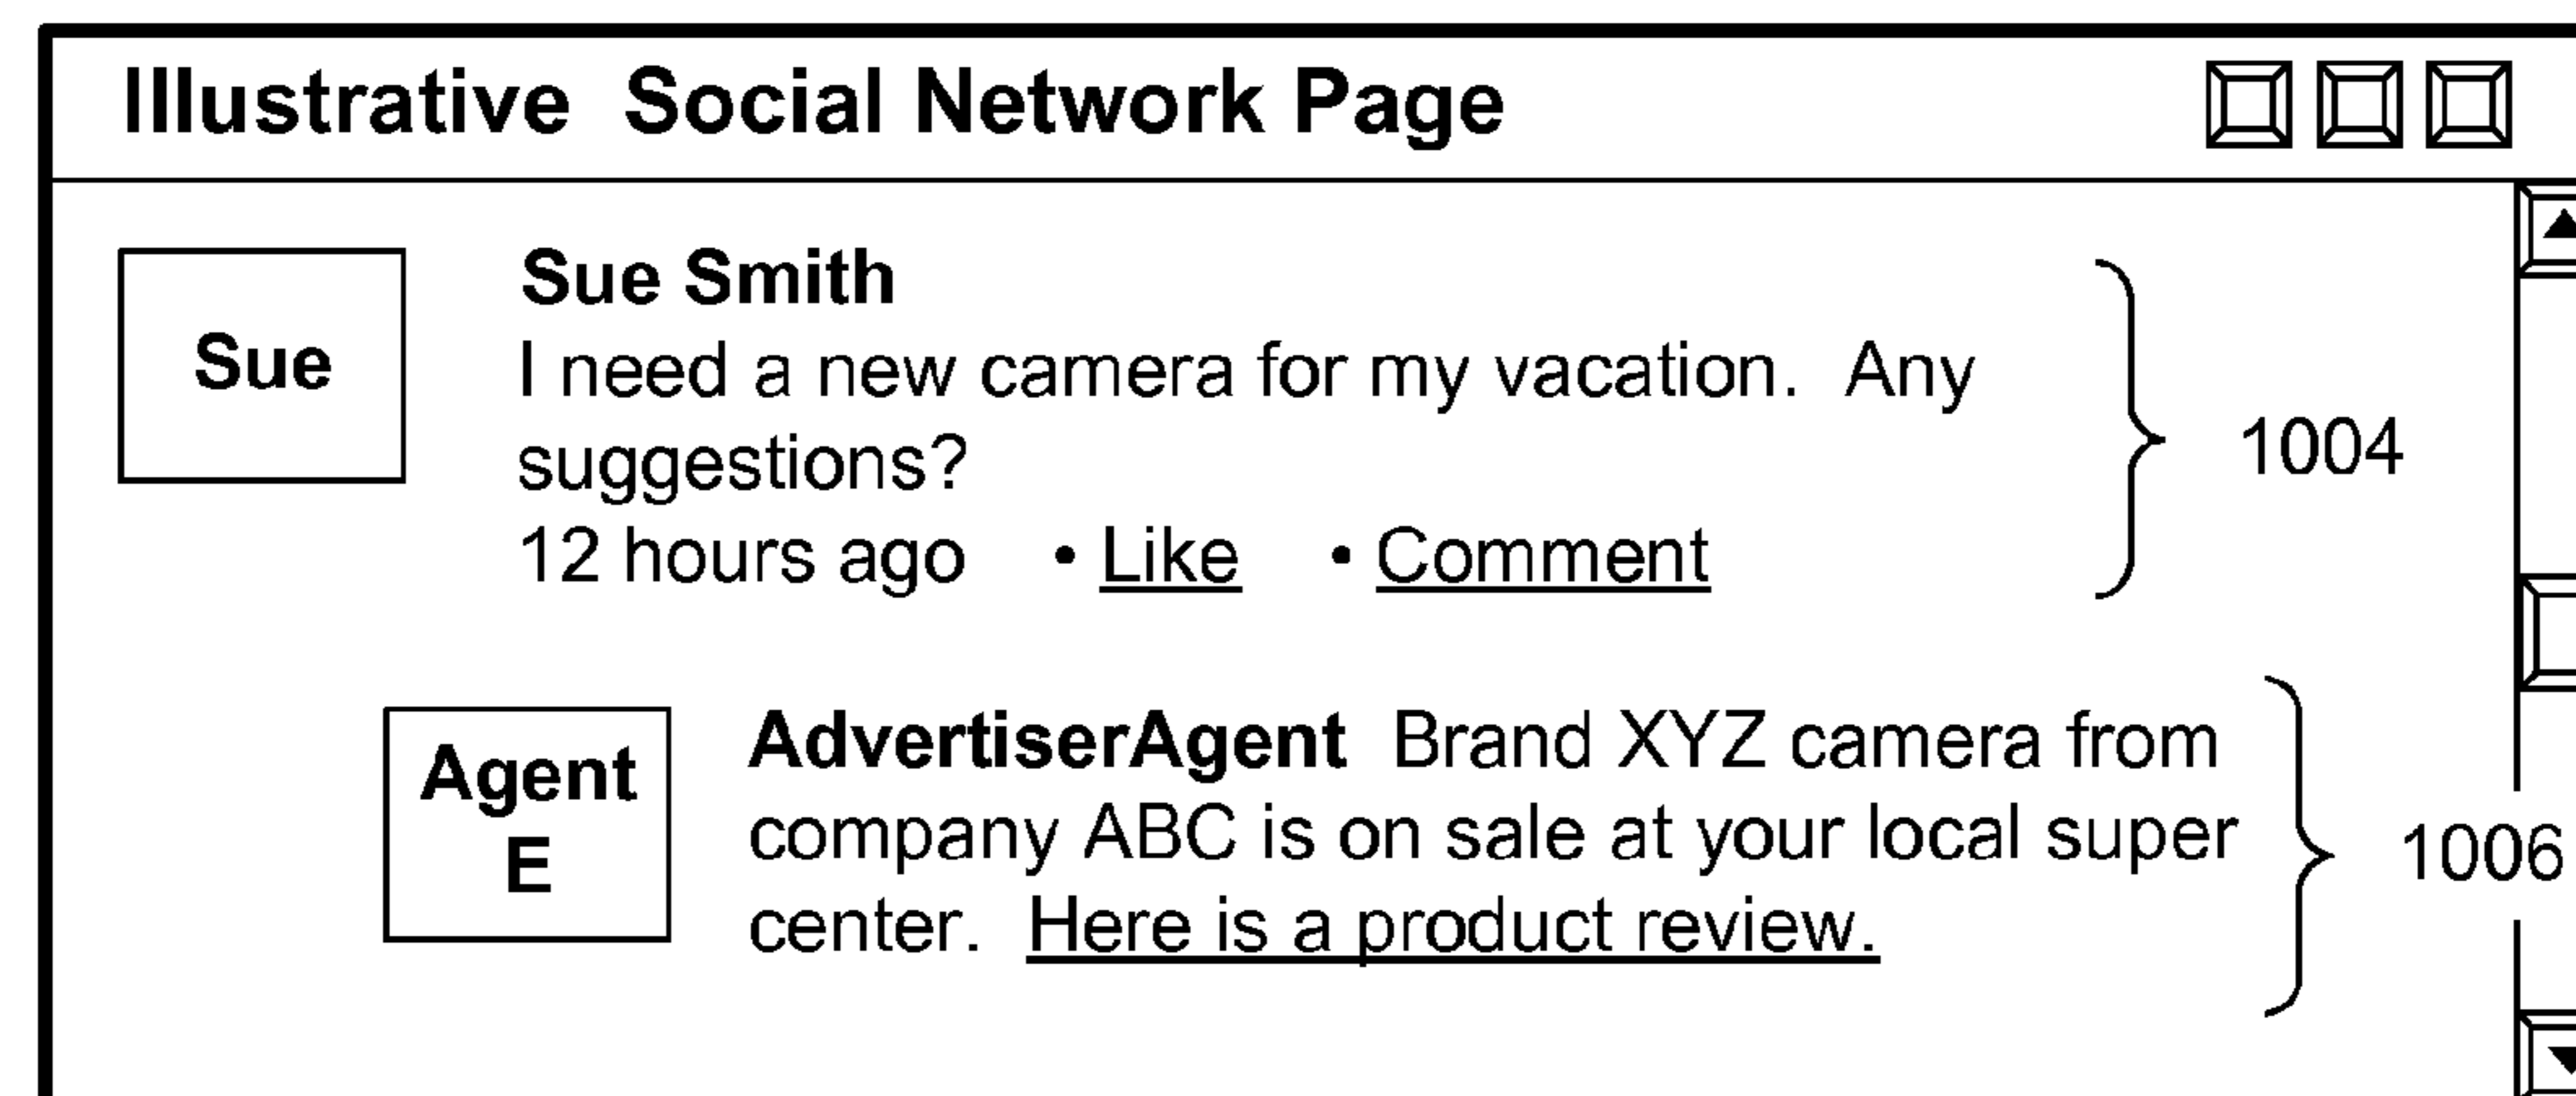 Illustrative Social Network Page
Sue
Sue Smith
I need a new camera for my vacation. Any
suggestions?
12 hours ago • Like • Comment
1004
Agent
E
AdvertiserAgent Brand XYZ camera from
company ABC is on sale at your local super
center. Here is a product review.
1006